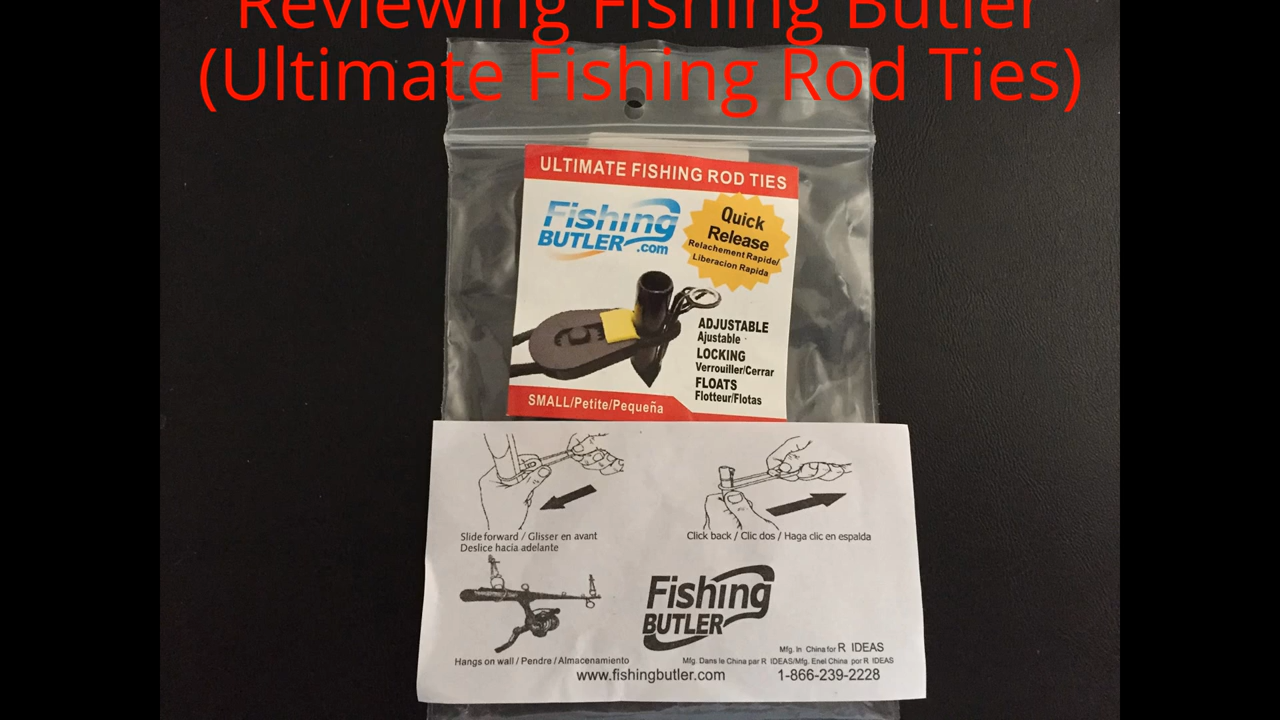 Reviewing Fishing Butler
(Ultimate Fishing Rod Ties)
ULTIMATE FISHING ROD TIES
Fishing
BUTLER.com
Quick
Release
Relachement Rapide/
Liberacion Rapida
ADJUSTABLE
Ajustable
LOCKING
Verrouiller/Cerrar
FLOATS
Flotteur/Flotas
SMALL/Petite/Pequeña
Slide forward / Glisser en avant
Deslice hacia adelante
Click back / Clic dos / Haga clic en espalda
Hangs on wall / Pendre / Almacenamiento
Fishing
BUTLER
Mfg. In China for R IDEAS
Mfg. Dans le China par R IDEAS/Mfg. Enel China por R IDEAS
www.fishingbutler.com 1-866-239-2228